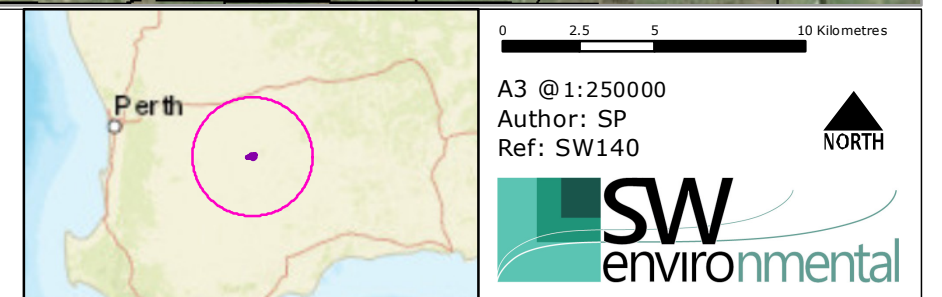 Perth
0 2.5 5 10 Kilometres
A3 @1:250000
Author: SP
Ref: SW140
NORTH
SW
environmental